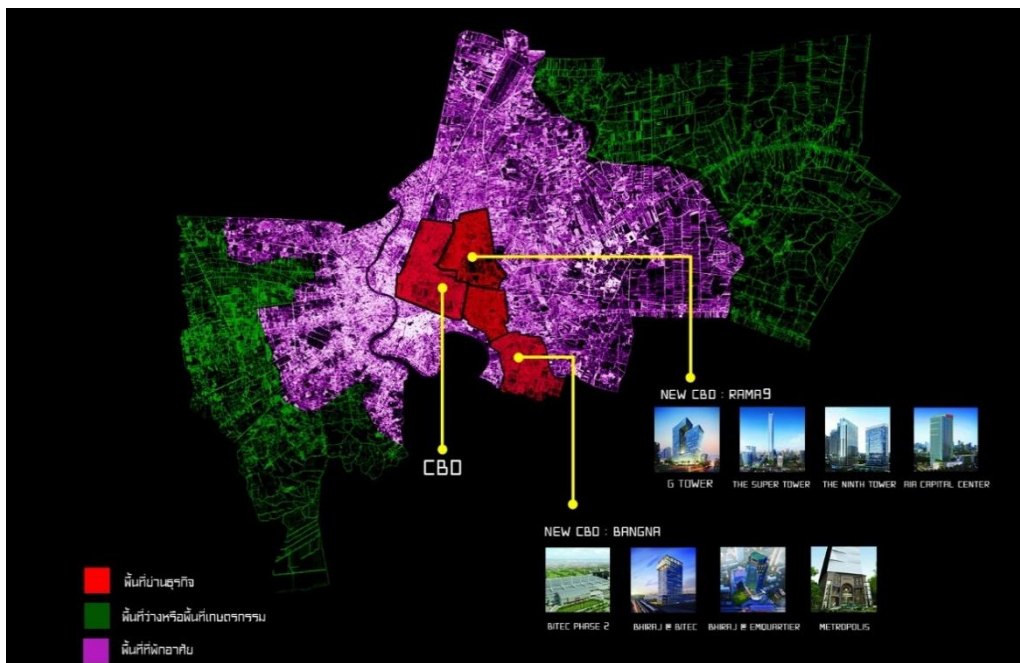 NEW CBD : RAMA9
G TOWER
THE SUPER TOWER
THE NINTH TOWER
AIA CAPITAL CENTER
CBD
NEW CBD : BANGNA
BITEC PHASE 2
BHIRAJ @ BITEC
BHIRAJ @ EMQUARTIER
METROPOLIS
พื้นที่ย่านธุรกิจ
พื้นที่ว่างหรือพื้นที่เกษตรกรรม
พื้นที่ที่พักอาศัย